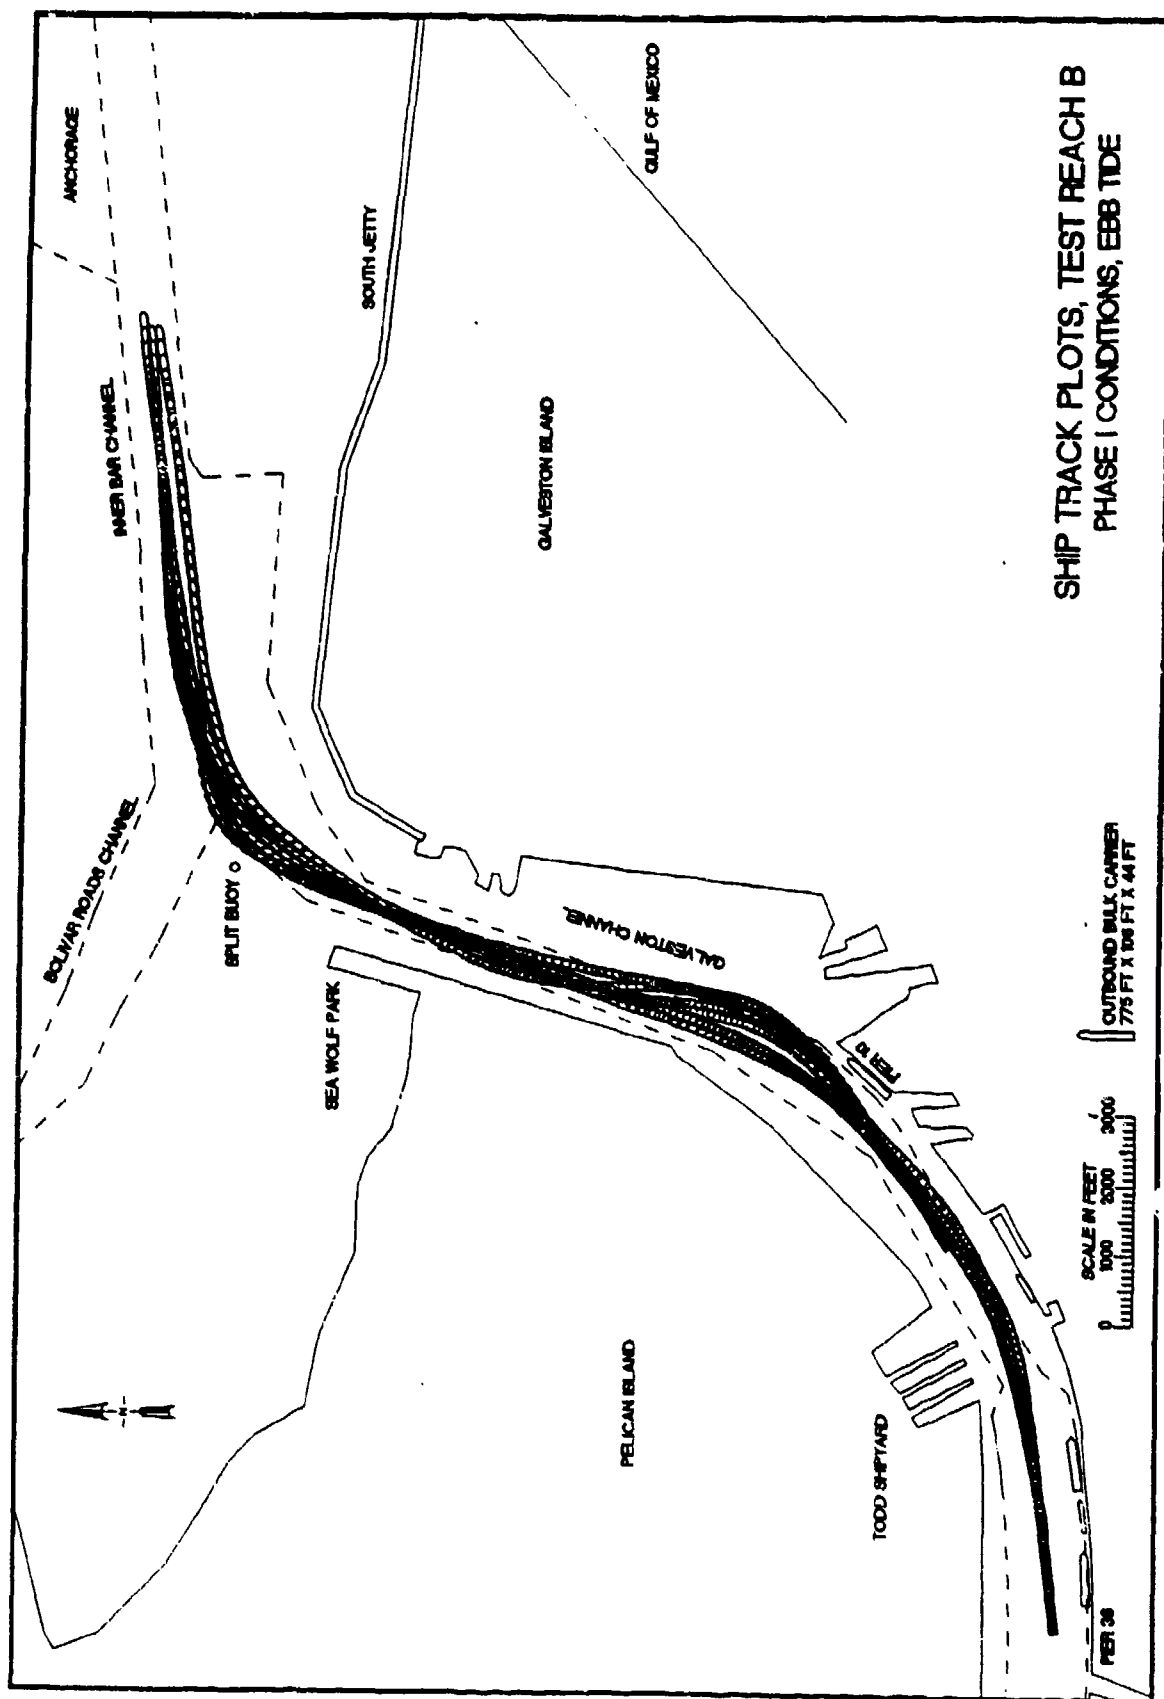 ANCHORAGE
INNER BAR CHANNEL
BOLIVAR ROADS CHANNEL
SPLIT BUOY
SEA WOLF PARK
SOUTH JETTY
GULF OF MEXICO
GALVESTON ISLAND
GALVESTON CHANNEL
PIER 10
PELICAN ISLAND
TODD SHIPYARD
PIER 38
N
SCALE IN FEET
0 1000 2000 3000
OUTBOUND BULK CARRIER
775 FT X 106 FT X 44 FT
SHIP TRACK PLOTS, TEST REACH B
PHASE I CONDITIONS, EBB TIDE